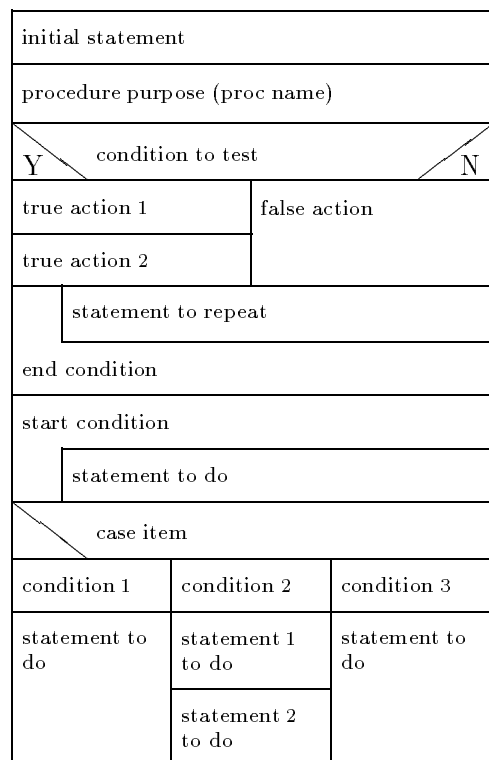 initial statement
procedure purpose (proc name)
Y condition to test N
true action 1
false action
true action 2
statement to repeat
end condition
start condition
statement to do
case item
condition 1
condition 2
condition 3
statement to
do
statement 1
to do
statement to
do
statement 2
to do